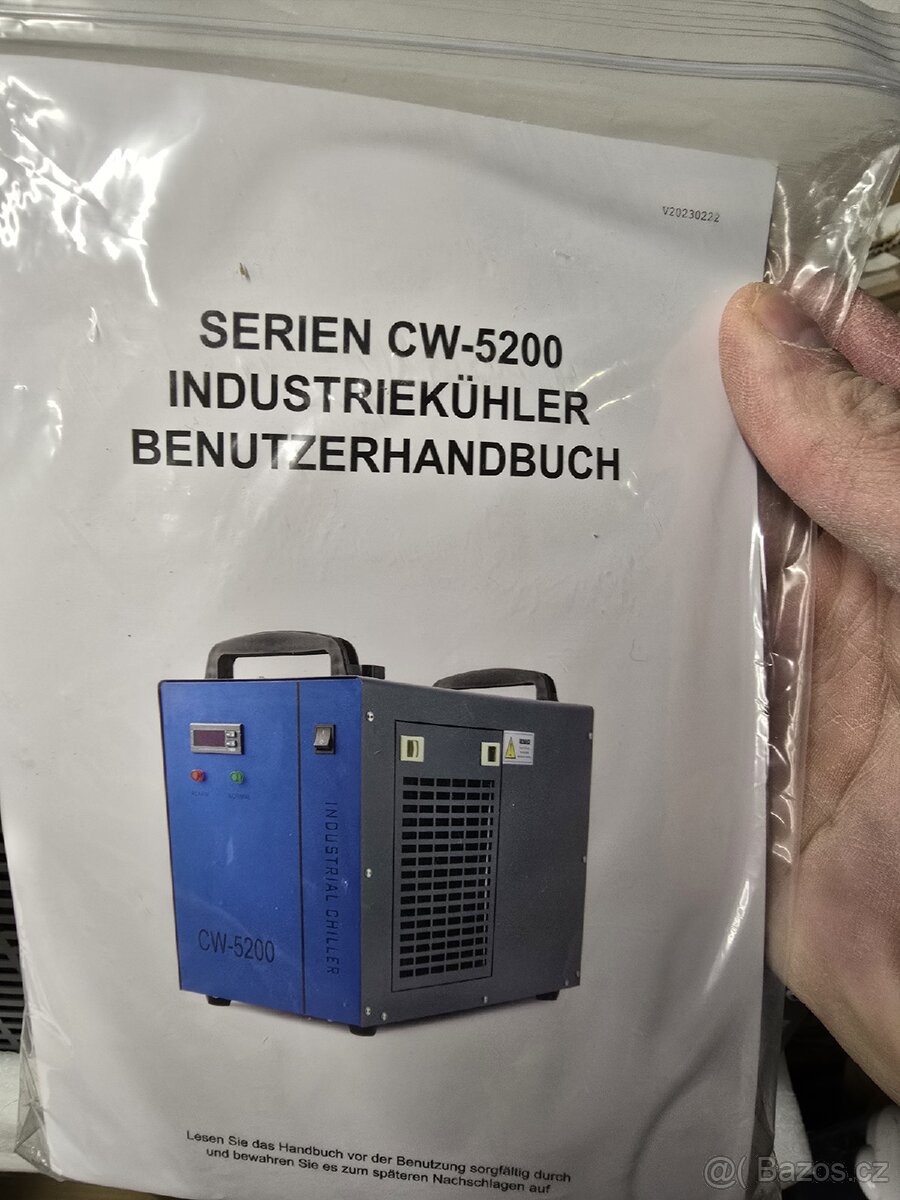 V20230222
SERIEN CW-5200
INDUSTRIEKÜHLER
BENUTZERHANDBUCH
INDUSTRIAL CHILLER
CW-5200
Lesen Sie das Handbuch vor der Benutzung sorgfältig durch
und bewahren Sie es zum späteren Nachschlagen auf
@( Bazos.cz